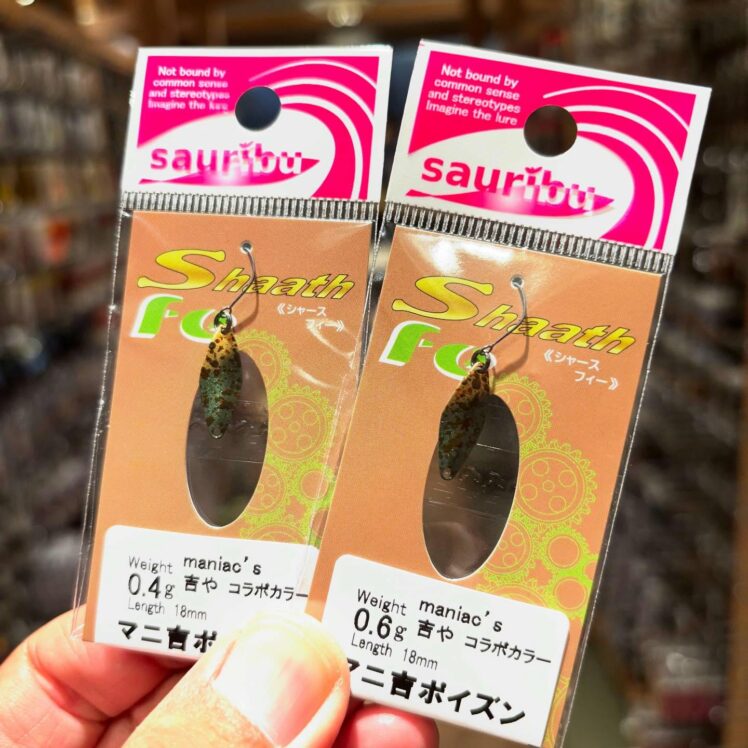 Not bound by
common sense
and stereotypes
Imagine the lure
sauribu
Shaath
Fe
《シャース
フィー》
Weight maniac's
0.4g 吉や コラボカラー
Length 18mm
マニ吉ポ
Not bound by
common sense
and stereotypes
Imagine the lure
sauribu
Shaath
Fe
《シャース
フィー》
Weight maniac's
0.6g 吉や コラボカラー
Length 18mm
マニ吉ポイズン